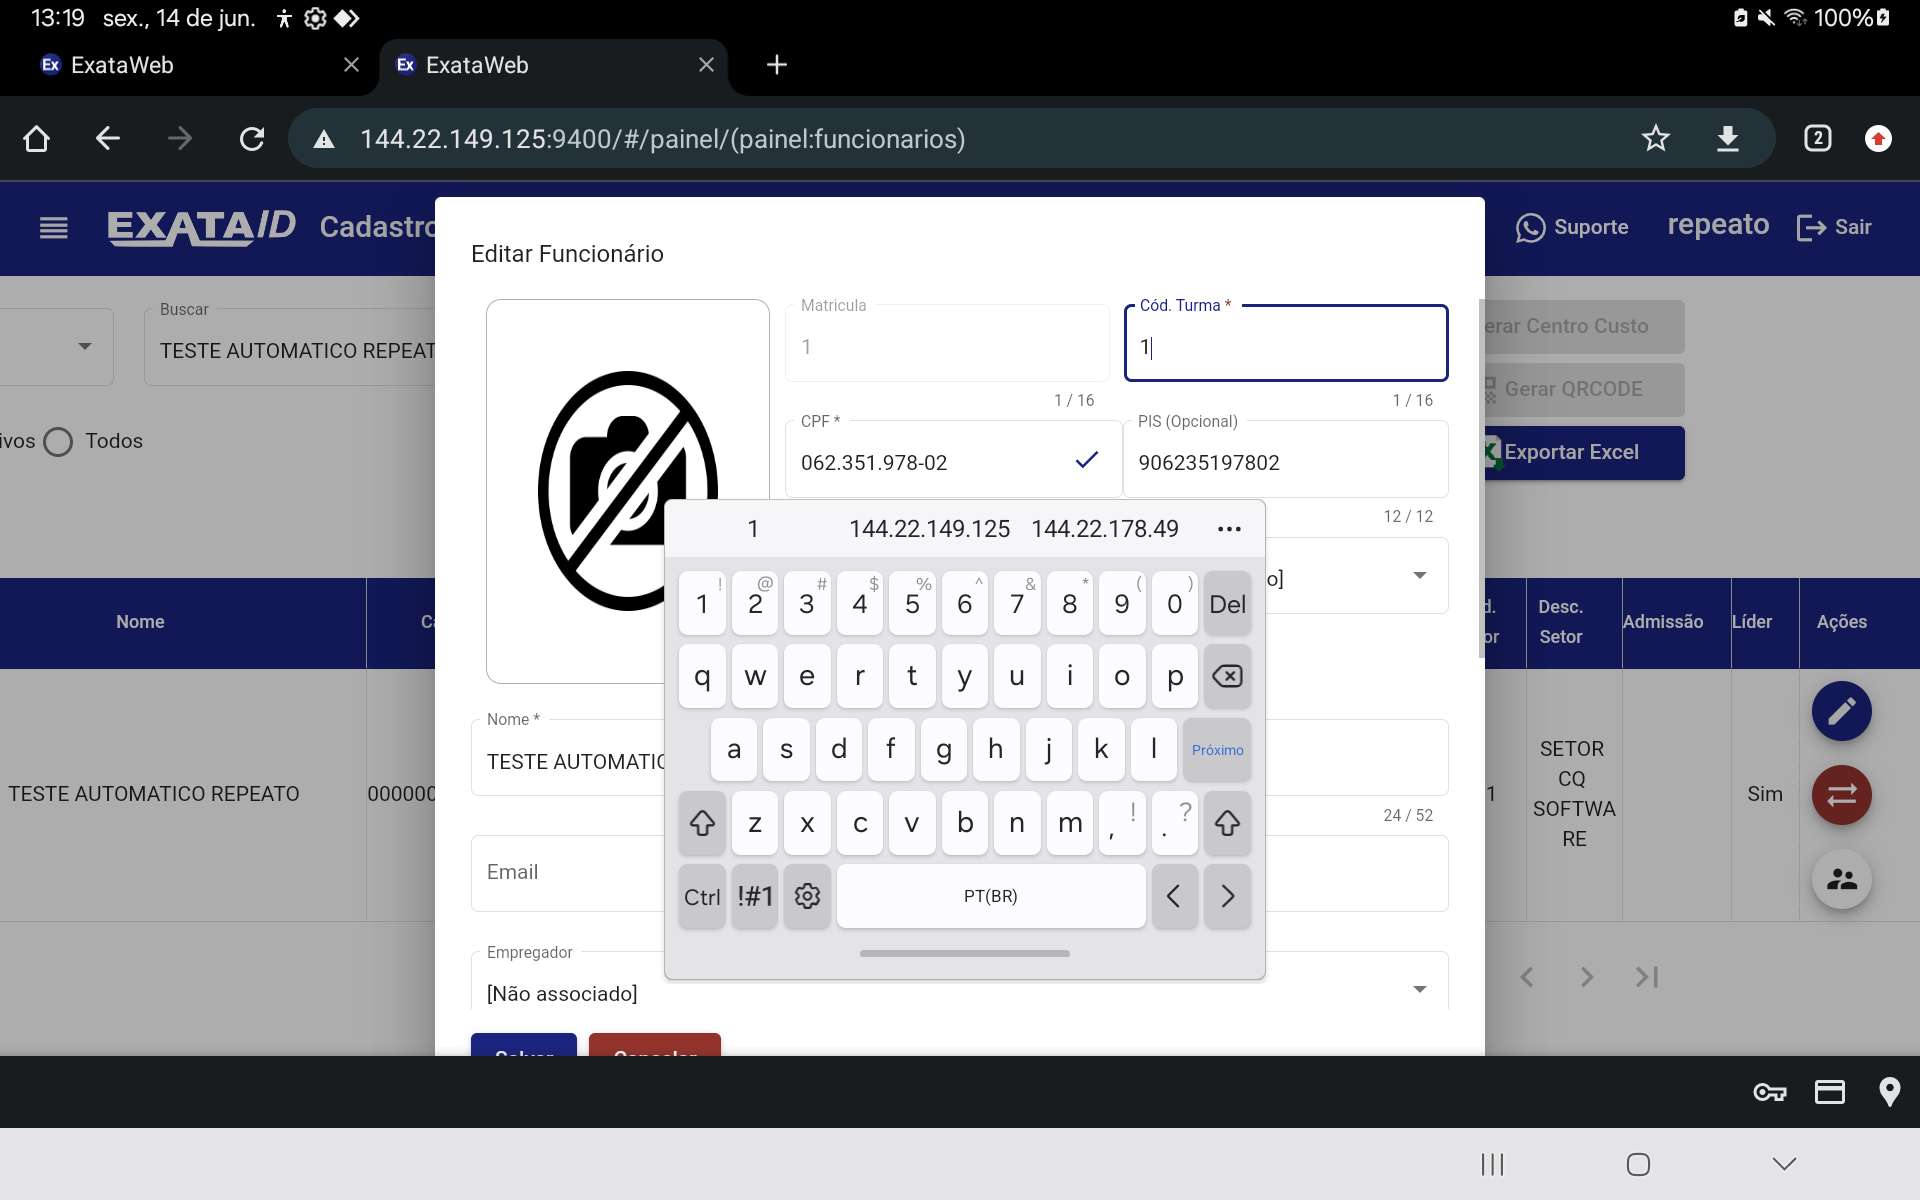 13:19 sex., 14 de jun. 100%
Ex ExataWeb
Ex ExataWeb
144.22.149.125:9400/#/painel/(painel:funcionarios)
2
EXATA/ID Cadastro
Suporte repeato Sair
Editar Funcionário
Buscar
TESTE AUTOMATICO REPEAT
Matricula
1
1 / 16
Cód. Turma *
1
1 / 16
erar Centro Custo
Gerar QRCODE
Exportar Excel
ivos Todos
CPF *
062.351.978-02
PIS (Opcional)
906235197802
12 / 12
o]
1 144.22.149.125 144.22.178.49 •••
! @ # $ % ^ & * ( )
1 2 3 4 5 6 7 8 9 0 Del
q w e r t y u i o p
a s d f g h j k l Próximo
z x c v b n m , ! . ?
Ctrl !#1 PT(BR) < >
Nome *
TESTE AUTOMATIC
24 / 52
Email
Empregador
[Não associado]
Salvar Cancelar
Nome Ca d. or Desc. Setor Admissão Líder Ações
TESTE AUTOMATICO REPEATO 000000 1 SETOR Sim
CQ
SOFTWA
RE